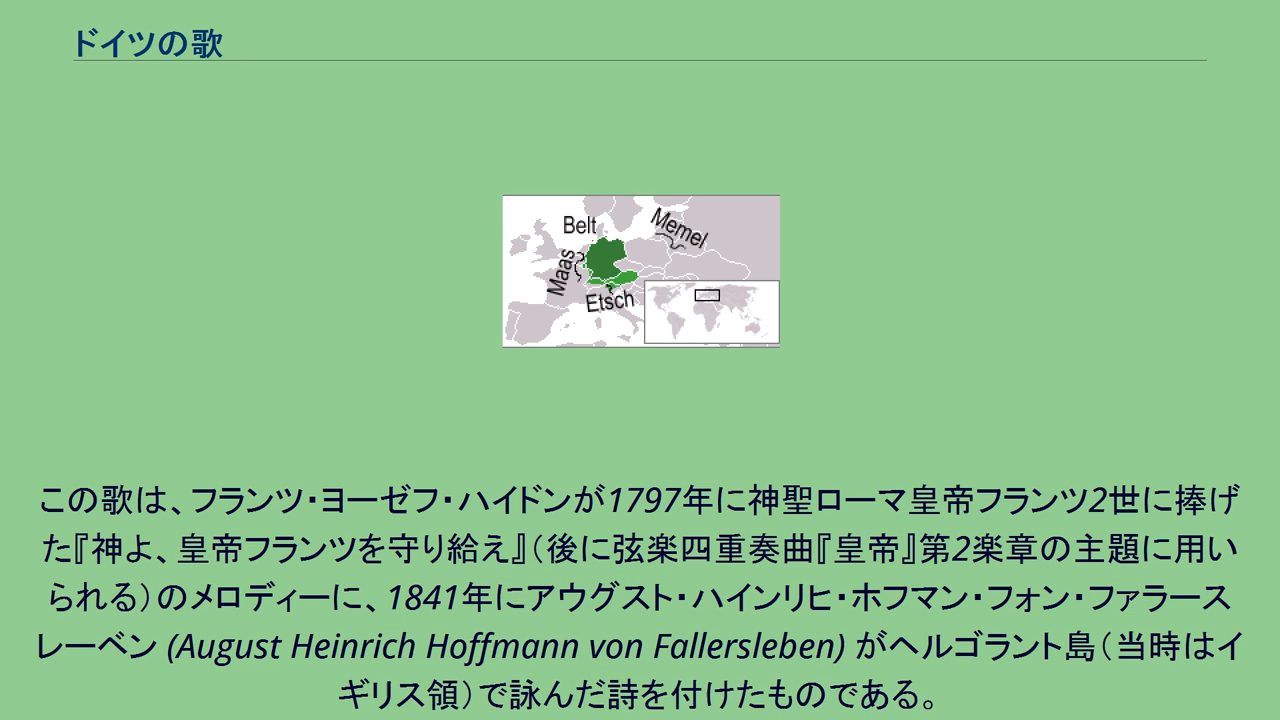 ドイツの歌
Belt
Memel
Maas
Etsch
この歌は、フランツ・ヨーゼフ・ハイドンが1797年に神聖ローマ皇帝フランツ2世に捧げ
た『神よ、皇帝フランツを守り給え』（後に弦楽四重奏曲『皇帝』第2楽章の主題に用い
られる）のメロディーに、1841年にアウグスト・ハインリヒ・ホフマン・フォン・ファラース
レーベン (August Heinrich Hoffmann von Fallersleben) がヘルゴラント島（当時はイ
ギリス領）で詠んだ詩を付けたものである。